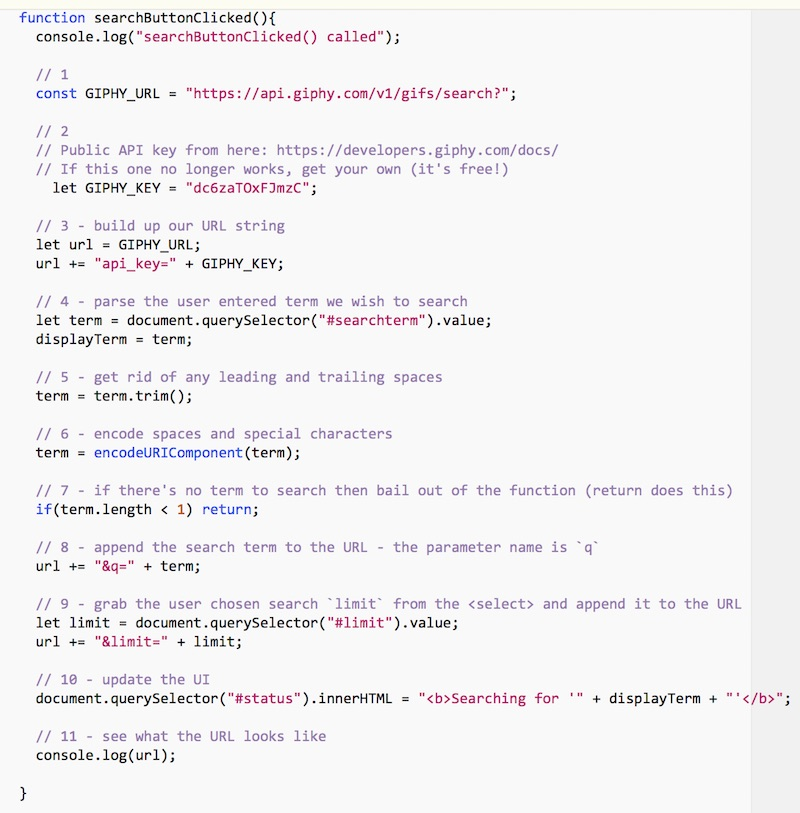 function searchButtonClicked(){
  console.log("searchButtonClicked() called");

  // 1
  const GIPHY_URL = "https://api.giphy.com/v1/gifs/search?";

  // 2
  // Public API key from here: https://developers.giphy.com/docs/
  // If this one no longer works, get your own (it's free!)
    let GIPHY_KEY = "dc6zaTOxFJmzC";

  // 3 - build up our URL string
  let url = GIPHY_URL;
  url += "api_key=" + GIPHY_KEY;

  // 4 - parse the user entered term we wish to search
  let term = document.querySelector("#searchterm").value;
  displayTerm = term;

  // 5 - get rid of any leading and trailing spaces
  term = term.trim();

  // 6 - encode spaces and special characters
  term = encodeURIComponent(term);

  // 7 - if there's no term to search then bail out of the function (return does this)
  if(term.length < 1) return;

  // 8 - append the search term to the URL - the parameter name is `q`
  url += "&q=" + term;

  // 9 - grab the user chosen search `limit` from the <select> and append it to the URL
  let limit = document.querySelector("#limit").value;
  url += "&limit=" + limit;

  // 10 - update the UI
  document.querySelector("#status").innerHTML = "<b>Searching for '" + displayTerm + "'</b>";

  // 11 - see what the URL looks like
  console.log(url);

}